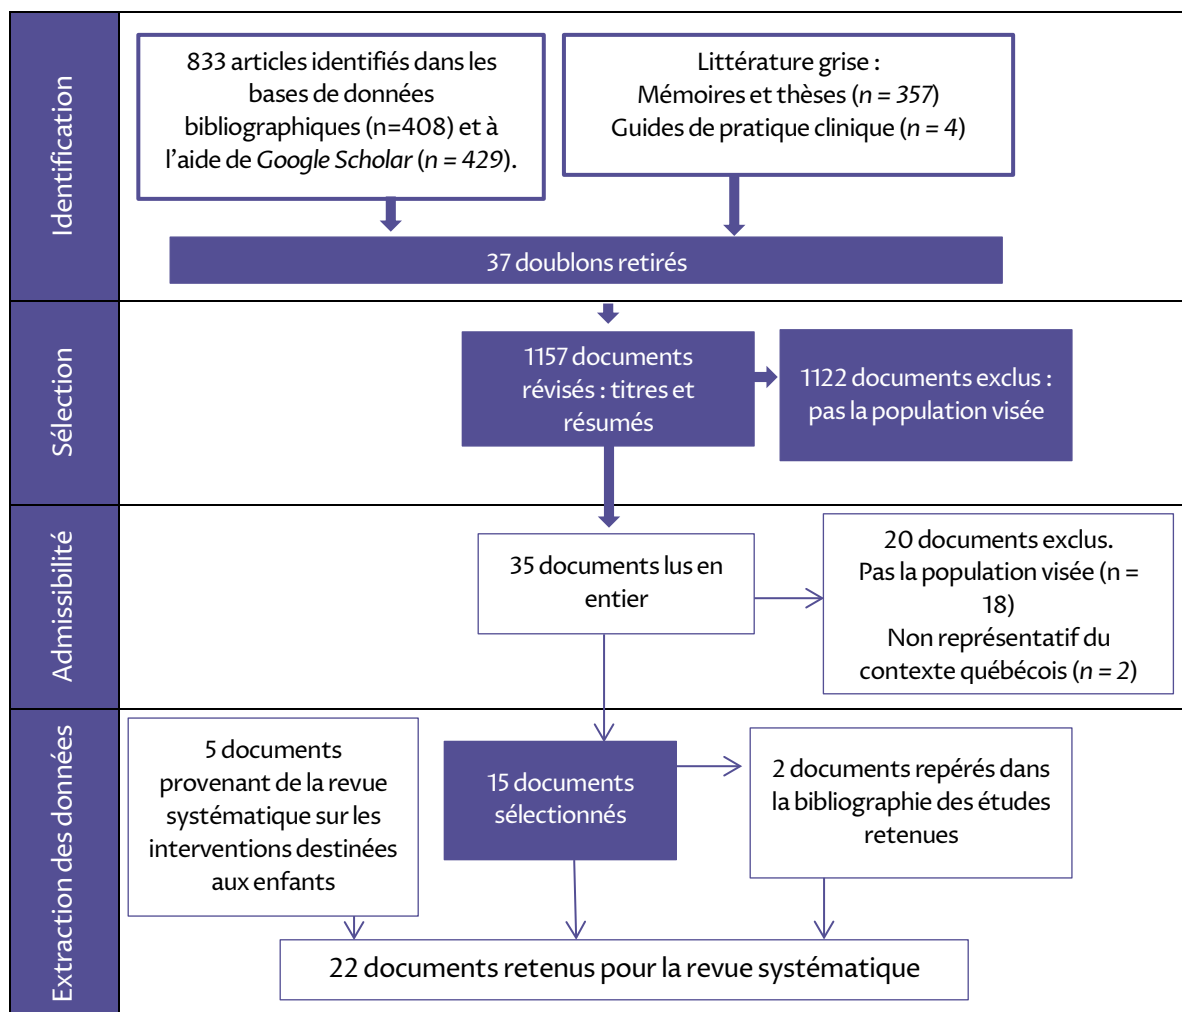 Identification
833 articles identifiés dans les
bases de données
bibliographiques (n=408) et à
l'aide de Google Scholar (n = 429).
Littérature grise :
Mémoires et thèses (n = 357)
Guides de pratique clinique (n = 4)
37 doublons retirés
Sélection
1157 documents
révisés : titres et
résumés
1122 documents exclus :
pas la population visée
Admissibilité
35 documents lus en
entier
20 documents exclus.
Pas la population visée (n =
18)
Non représentatif du
contexte québécois (n = 2)
Extraction des données
5 documents
provenant de la revue
systématique sur les
interventions destinées
aux enfants
15 documents
sélectionnés
2 documents repérés dans
la bibliographie des études
retenues
22 documents retenus pour la revue systématique